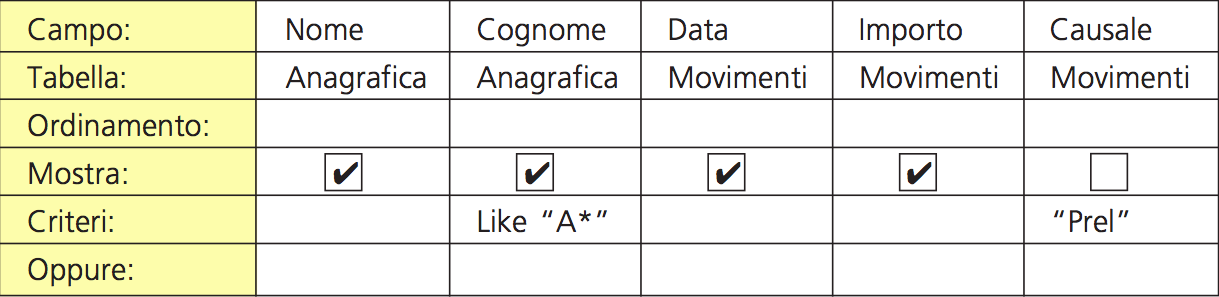 Campo: Nome Cognome Data Importo Causale
Tabella: Anagrafica Anagrafica Movimenti Movimenti Movimenti
Ordinamento:
Mostra: ✔ ✔ ✔ ✔
Criteri: Like “A*” “Prel”
Oppure: